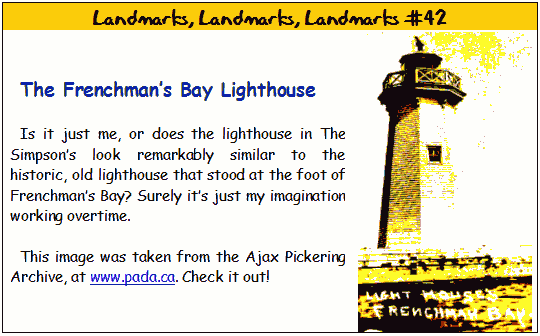 Landmarks, Landmarks, Landmarks #42
The Frenchman's Bay Lighthouse
Is it just me, or does the lighthouse in The
Simpson's look remarkably similar to the
historic, old lighthouse that stood at the foot of
Frenchman's Bay? Surely it's just my imagination
working overtime.
This image was taken from the Ajax Pickering
Archive, at www.pada.ca. Check it out!
LIGHT HOUSES
FRENCHMAN BAY